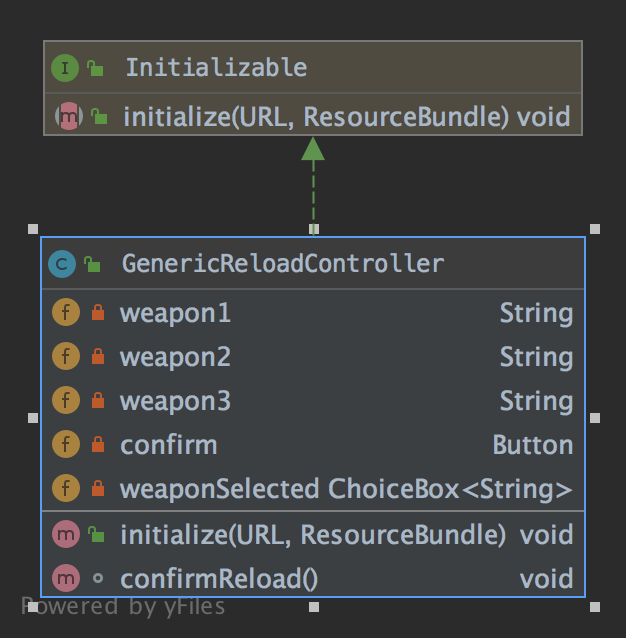 I Initializable
m initialize(URL, ResourceBundle) void
C GenericReloadController
f weapon1 String
f weapon2 String
f weapon3 String
f confirm Button
f weaponSelected ChoiceBox<String>
m initialize(URL, ResourceBundle) void
m confirmReload() void
Powered by yFiles